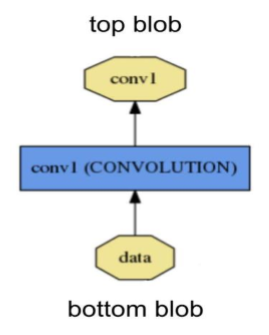 top blob
conv1
conv1 (CONVOLUTION)
data
bottom blob